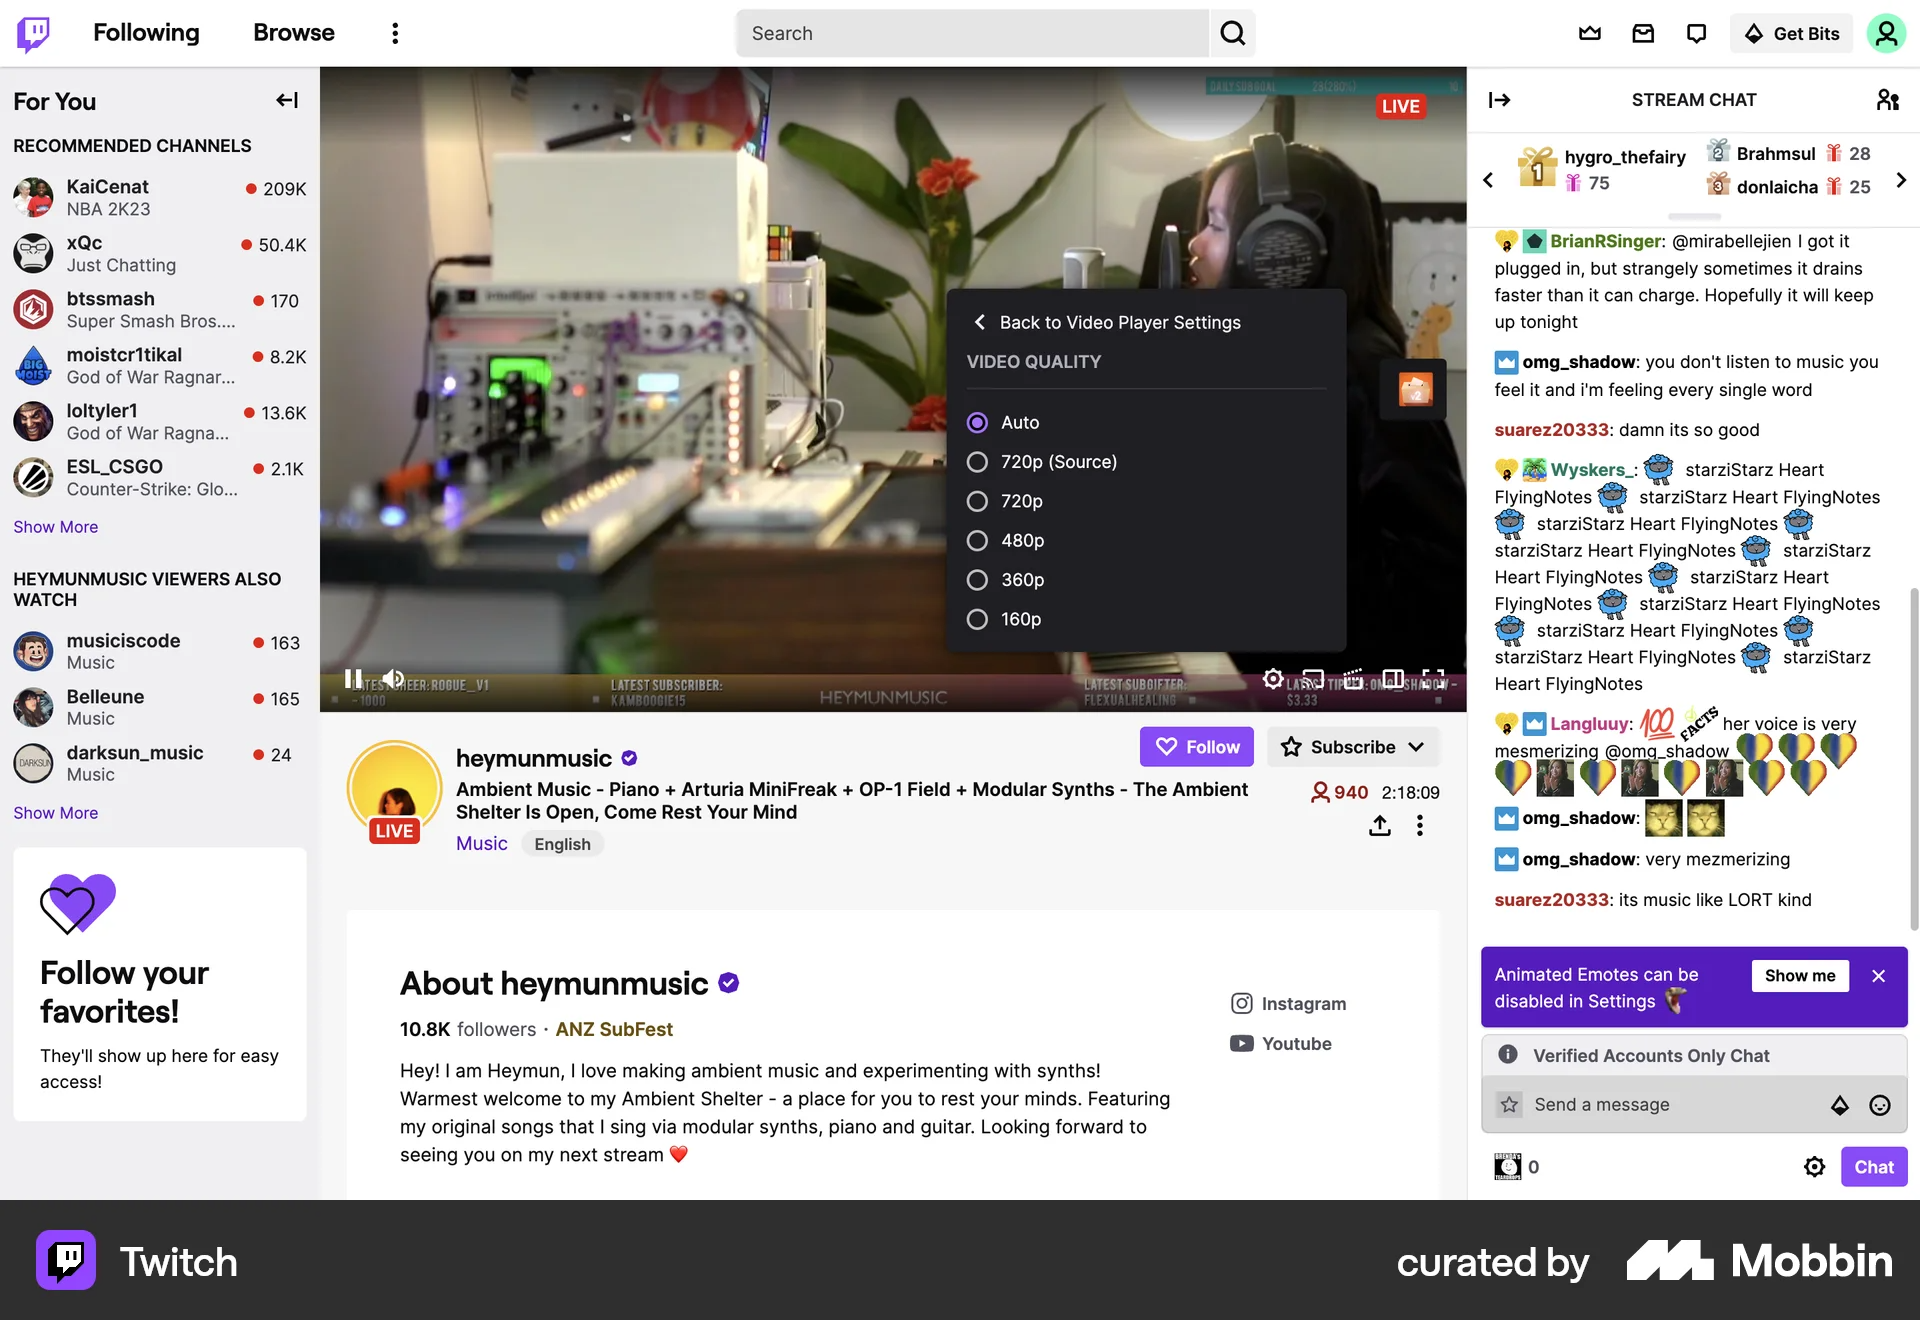 Following
Browse
Search
Get Bits
For You
RECOMMENDED CHANNELS
KaiCenat
209K
NBA 2K23
xQc
50.4K
Just Chatting
btssmash
170
Super Smash Bros....
moistcr1tikal
8.2K
God of War Ragnar...
loltyler1
13.6K
God of War Ragna...
ESL_CSGO
2.1K
Counter-Strike: Glo...
Show More
HEYMUNMUSIC VIEWERS ALSO
WATCH
musiciscode
163
Music
Belleune
165
Music
darksun_music
24
Music
Show More
Follow your
favorites!
They'll show up here for easy
access!
DAILY SUB GOAL
LIVE
Back to Video Player Settings
VIDEO QUALITY
Auto
720p (Source)
720p
480p
360p
160p
V2
LATEST SUBSCRIBER:
KAMBOOBIE15
HEYMUNMUSIC
LATEST SUBGIFTER:
FLEXUALHEALING
$3.33
heymunmusic
Follow
Subscribe
Ambient Music - Piano + Arturia MiniFreak + OP-1 Field + Modular Synths - The Ambient
Shelter Is Open, Come Rest Your Mind
940
2:18:09
LIVE
Music
English
About heymunmusic
10.8K followers · ANZ SubFest
Hey! I am Heymun, I love making ambient music and experimenting with synths!
Warmest welcome to my Ambient Shelter - a place for you to rest your minds. Featuring
my original songs that I sing via modular synths, piano and guitar. Looking forward to
seeing you on my next stream ❤️
Instagram
Youtube
STREAM CHAT
1
hygro_thefairy
75
2
Brahmsul
28
3
donlaicha
25
BrianRSinger: @mirabellejien I got it
plugged in, but strangely sometimes it drains
faster than it can charge. Hopefully it will keep
up tonight
omg_shadow: you don't listen to music you
feel it and i'm feeling every single word
suarez20333: damn its so good
Wyskers_: starziStarz Heart
FlyingNotes starziStarz Heart FlyingNotes
starziStarz Heart FlyingNotes
starziStarz Heart FlyingNotes starziStarz
Heart FlyingNotes starziStarz Heart
FlyingNotes starziStarz Heart FlyingNotes
starziStarz Heart FlyingNotes
starziStarz Heart FlyingNotes starziStarz
Heart FlyingNotes
Langluuy: 100 FACTS her voice is very
mesmerizing @omg_shadow
omg_shadow:
omg_shadow: very mezmerizing
suarez20333: its music like LORT kind
Animated Emotes can be
disabled in Settings
Show me
Verified Accounts Only Chat
Send a message
0
Chat
Twitch
curated by
Mobbin